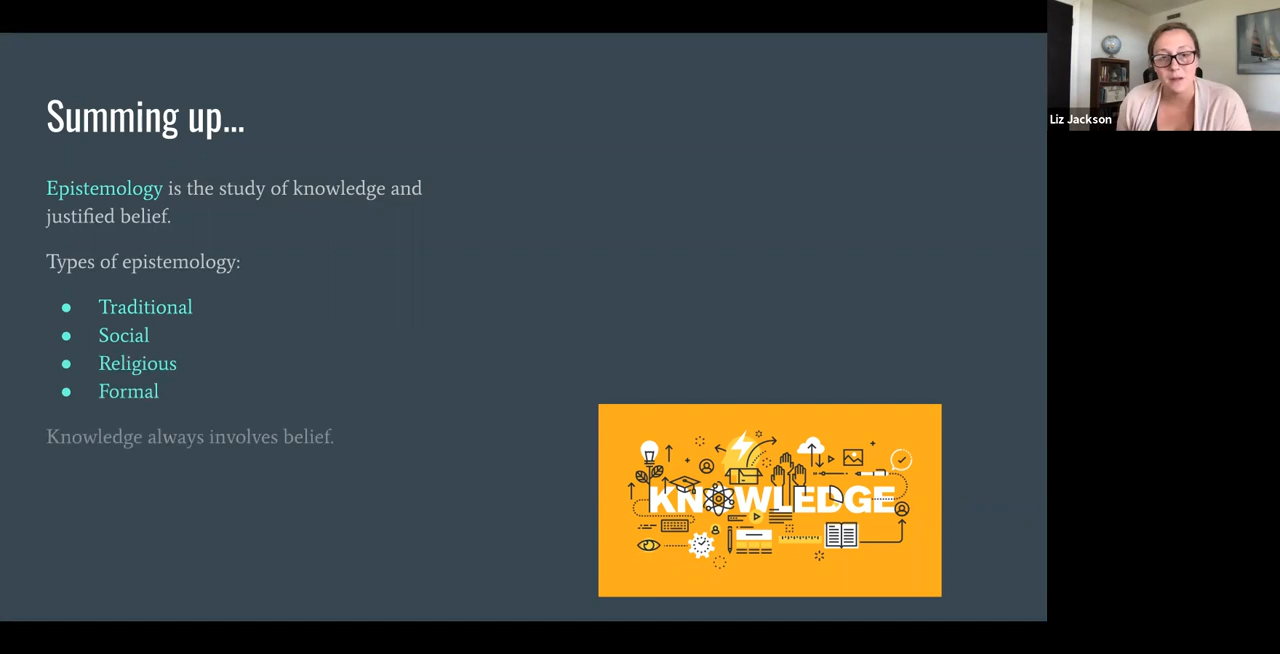 Summing up...
Epistemology is the study of knowledge and
justified belief.
Types of epistemology:
● Traditional
● Social
● Religious
● Formal
Knowledge always involves belief.
KNOWLEDGE
Liz Jackson